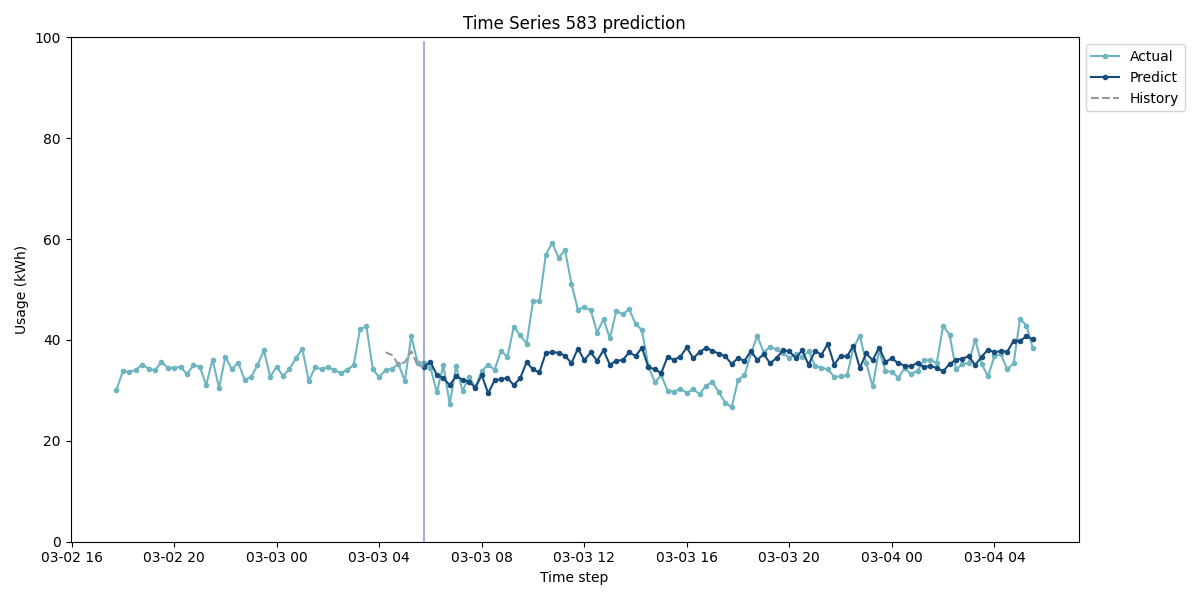 Time Series 583 prediction
100
80
60
40
20
0
Usage (kWh)
03-02 16
03-02 20
03-03 00
03-03 04
03-03 08
03-03 12
03-03 16
03-03 20
03-04 00
03-04 04
Time step
Actual
Predict
History